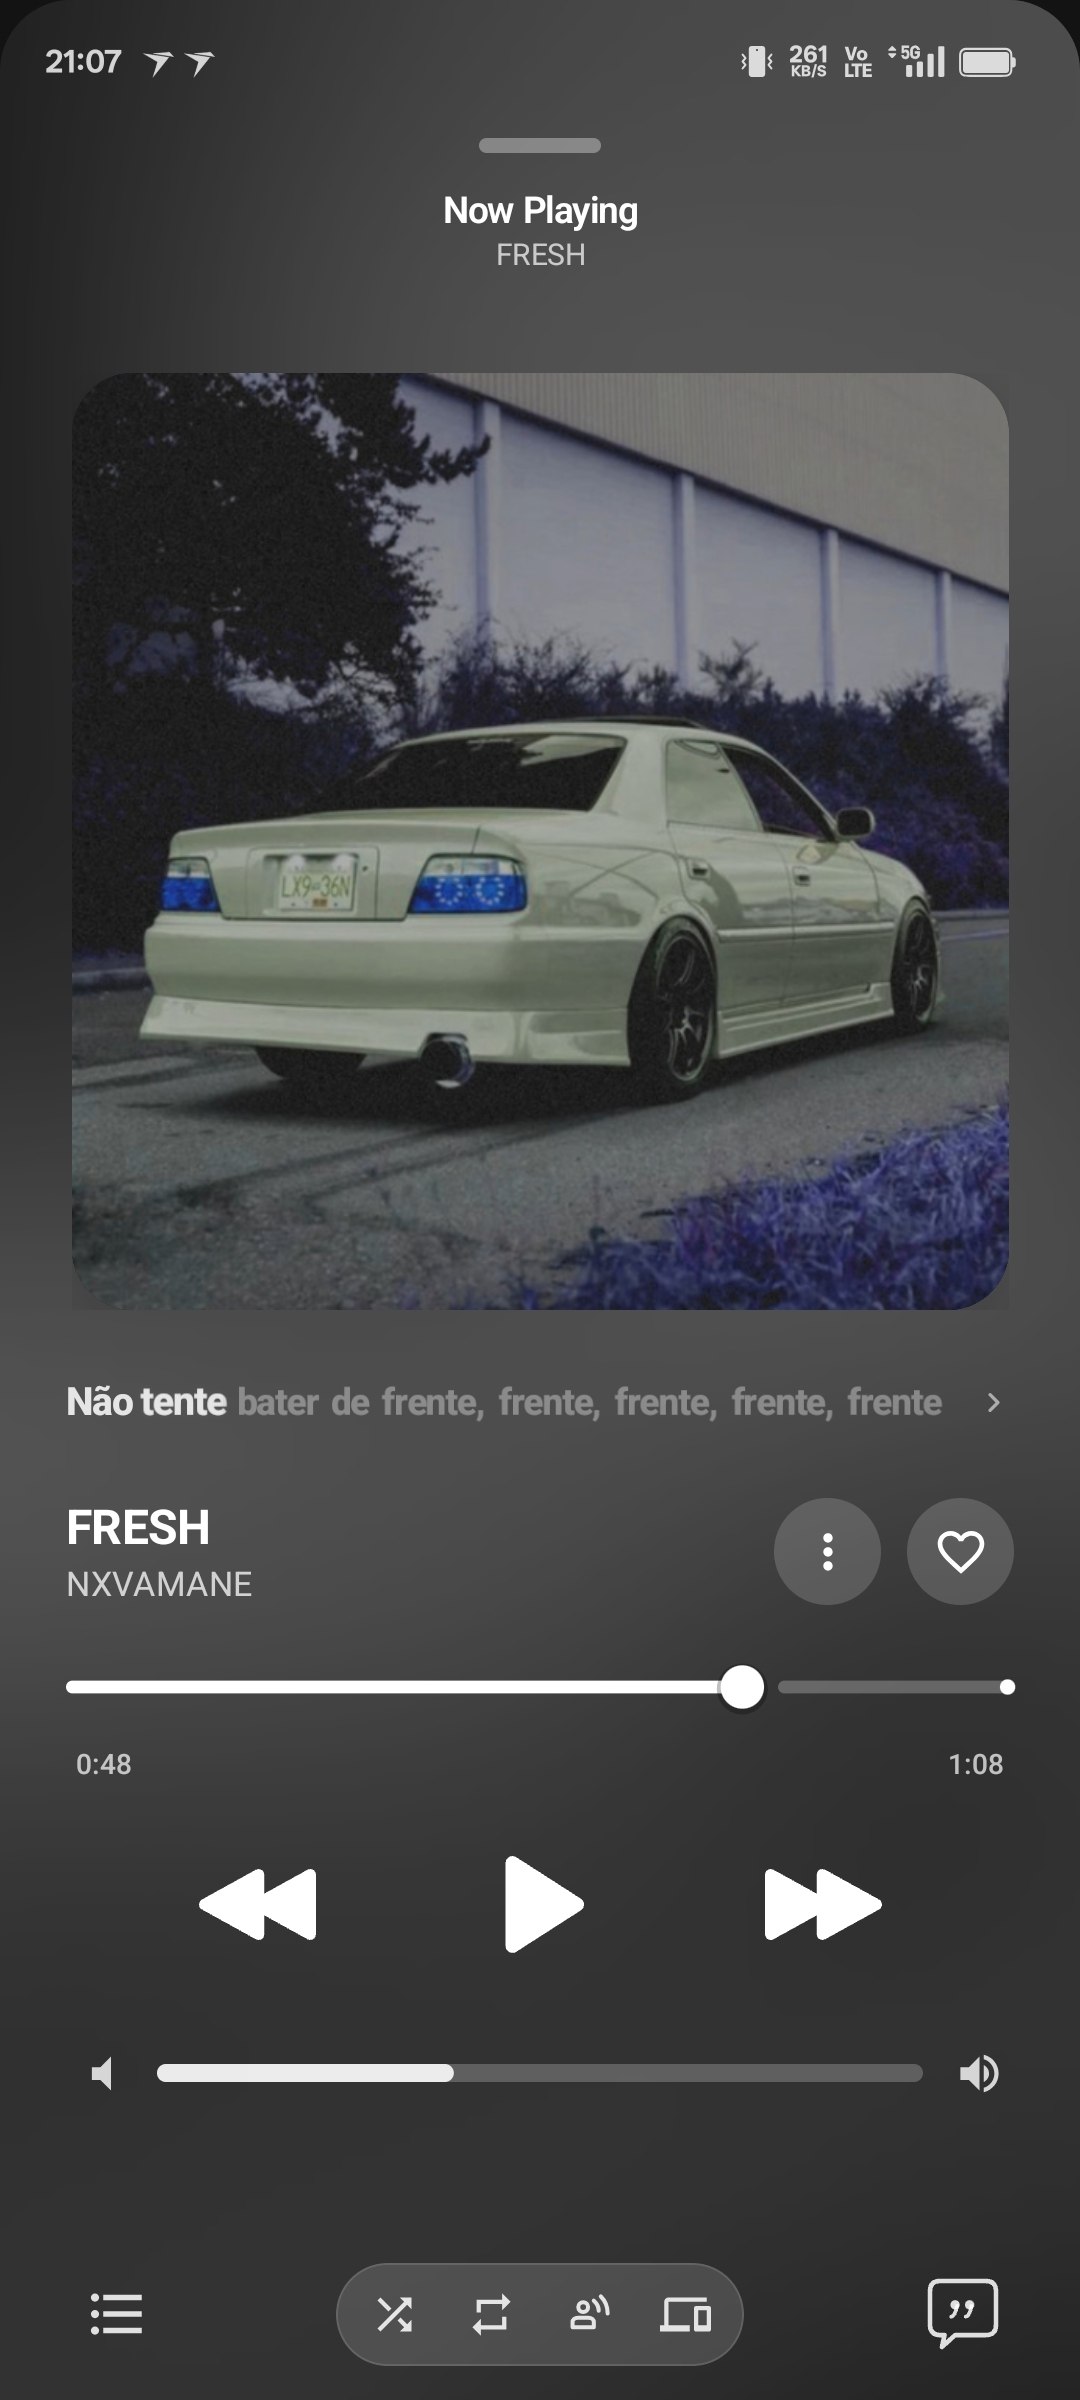 21:07
261 KB/S
Vo LTE
5G
Now Playing
FRESH
LX9-36N
Não tente bater de frente, frente, frente, frente, frente
FRESH
NXVAMANE
0:48
1:08